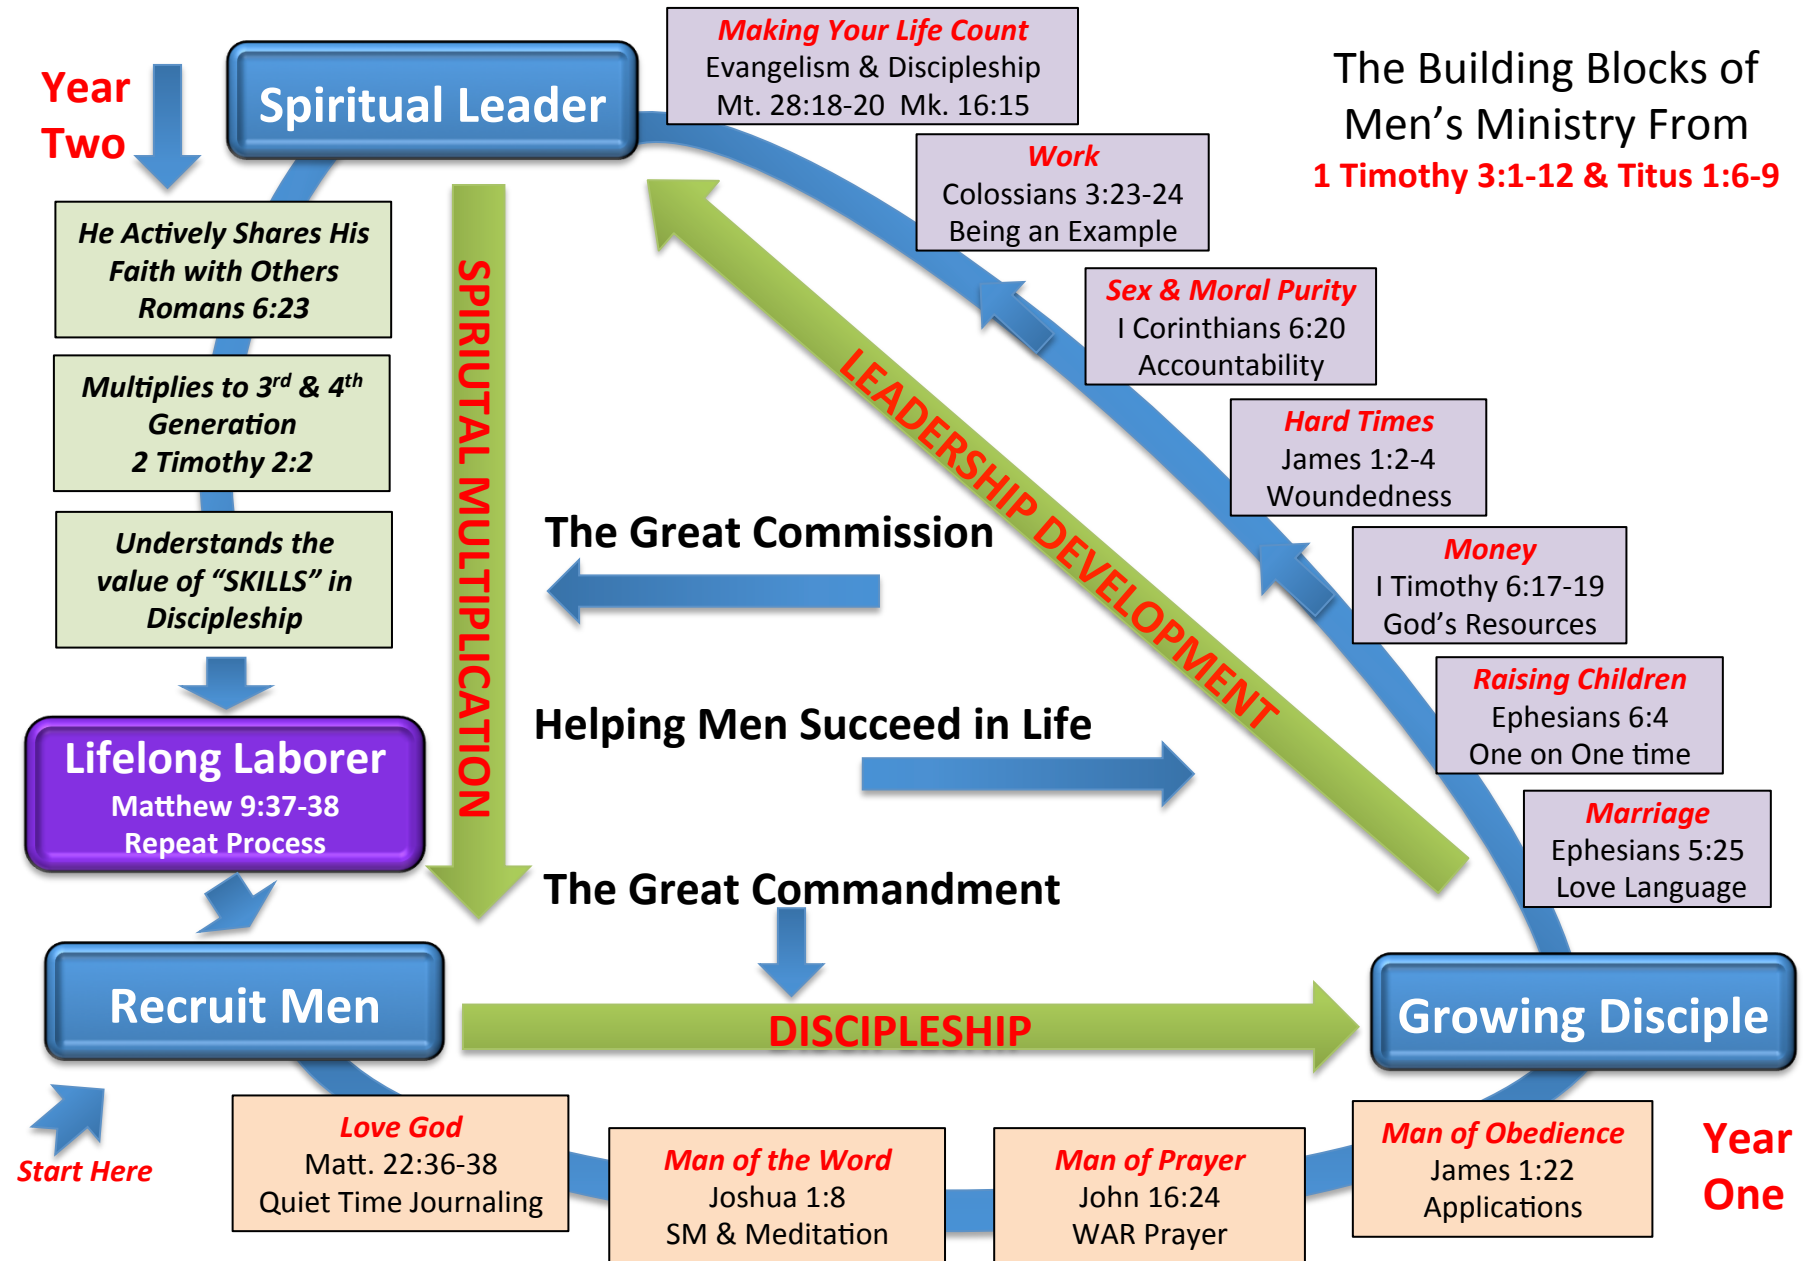 The Building Blocks of
Men’s Ministry From
1 Timothy 3:1-12 & Titus 1:6-9
Start Here
Recruit Men
Love God
Matt. 22:36-38
Quiet Time Journaling
Man of the Word
Joshua 1:8
SM & Meditation
Man of Prayer
John 16:24
WAR Prayer
Man of Obedience
James 1:22
Applications
Year
One
DISCIPLESHIP
Growing Disciple
Marriage
Ephesians 5:25
Love Language
Raising Children
Ephesians 6:4
One on One time
Money
I Timothy 6:17-19
God’s Resources
Hard Times
James 1:2-4
Woundedness
Sex & Moral Purity
I Corinthians 6:20
Accountability
Work
Colossians 3:23-24
Being an Example
Making Your Life Count
Evangelism & Discipleship
Mt. 28:18-20 Mk. 16:15
LEADERSHIP DEVELOPMENT
Spiritual Leader
Year
Two
He Actively Shares His
Faith with Others
Romans 6:23
Multiplies to 3rd & 4th
Generation
2 Timothy 2:2
Understands the
value of “SKILLS” in
Discipleship
Lifelong Laborer
Matthew 9:37-38
Repeat Process
SPIRIUTAL MULTIPLICATION
The Great Commission
Helping Men Succeed in Life
The Great Commandment